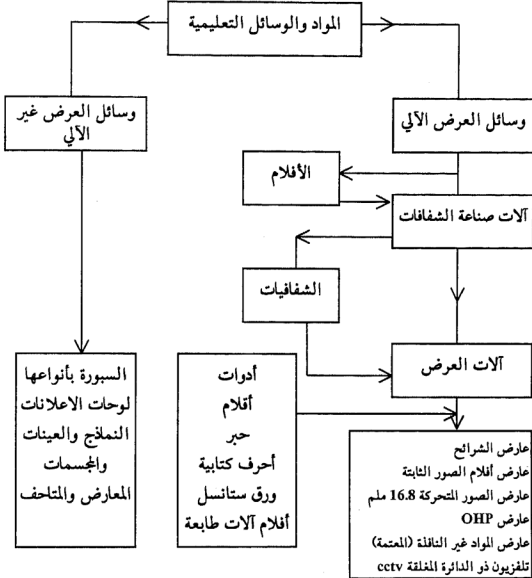 المواد والوسائل التعليمية
وسائل العرض الآلي
وسائل العرض غير
الآلي
الأفلام
آلات صناعة الشفافات
الشفافيات
آلات العرض
أدوات
أقلام
حبر
أحرف كتابية
ورق ستانسل
أفلام آلات طابعة
السبورة بأنواعها
لوحات الاعلانات
النماذج والعينات
والمجسمات
المعارض والمتاحف
عارض الشرائح
عارض أفلام الصور الثابتة
عارض الصور المتحركة 16.8 ملم
عارض OHP
عارض المواد غير النافذة (المعتمة)
تلفزيون ذو الدائرة المغلقة cctv